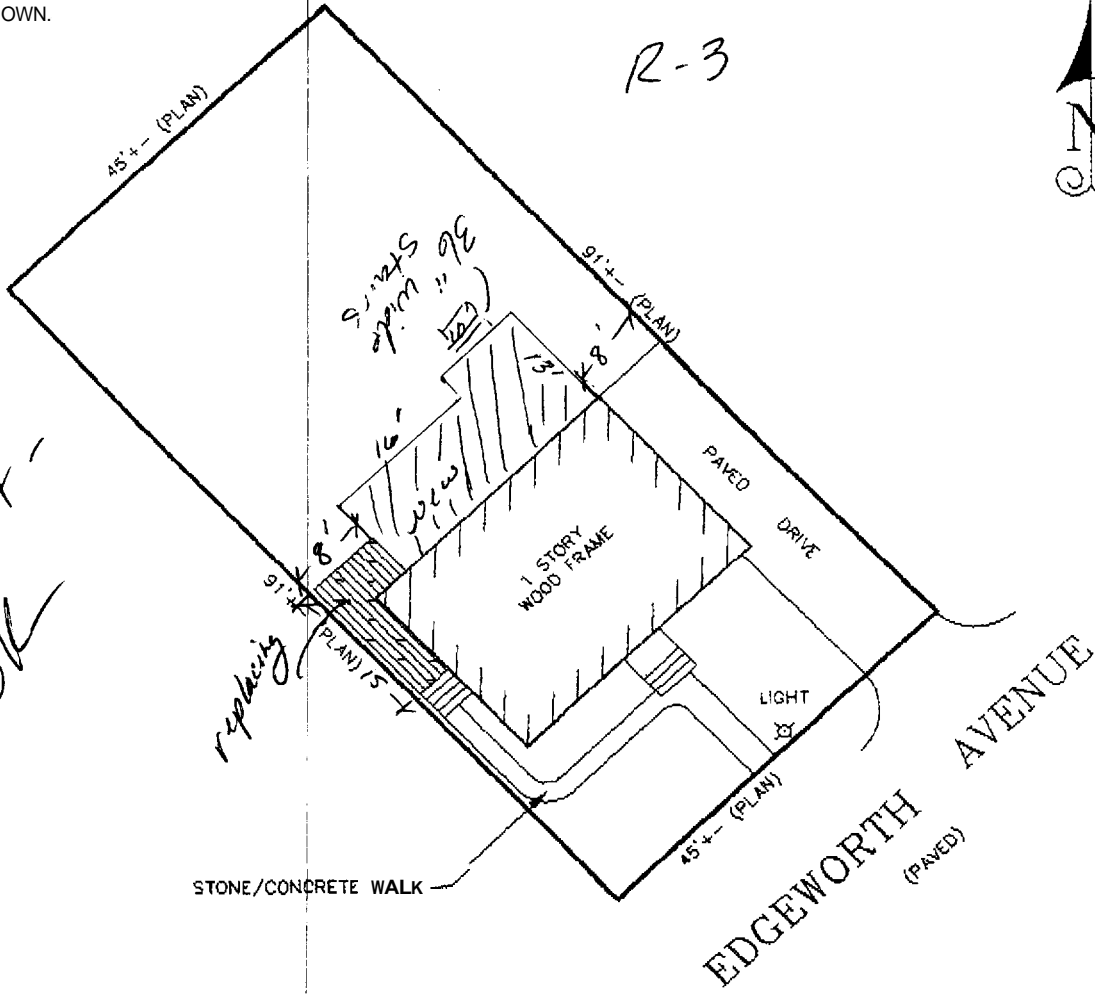 OWN.
R-3
N
45'+- (PLAN)
36" Wide
Stairs
91'+- (PLAN)
8'
13'
16'
new
PAVED
DRIVE
1 STORY
WOOD FRAME
8'
91'+- (PLAN)
15
replacing
LIGHT
45'+- (PLAN)
STONE/CONCRETE WALK
EDGEWORTH AVENUE
(PAVED)